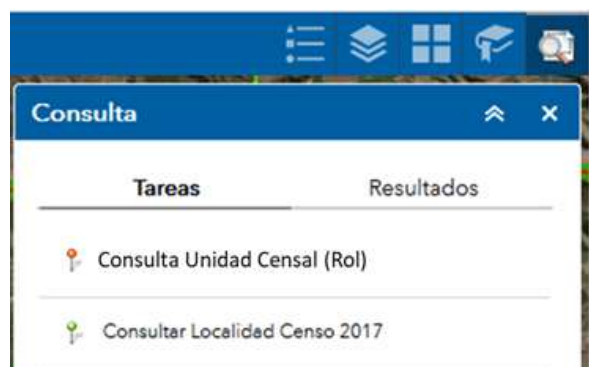 Consulta
Tareas Resultados
Consulta Unidad Censal (Rol)
Consultar Localidad Censo 2017